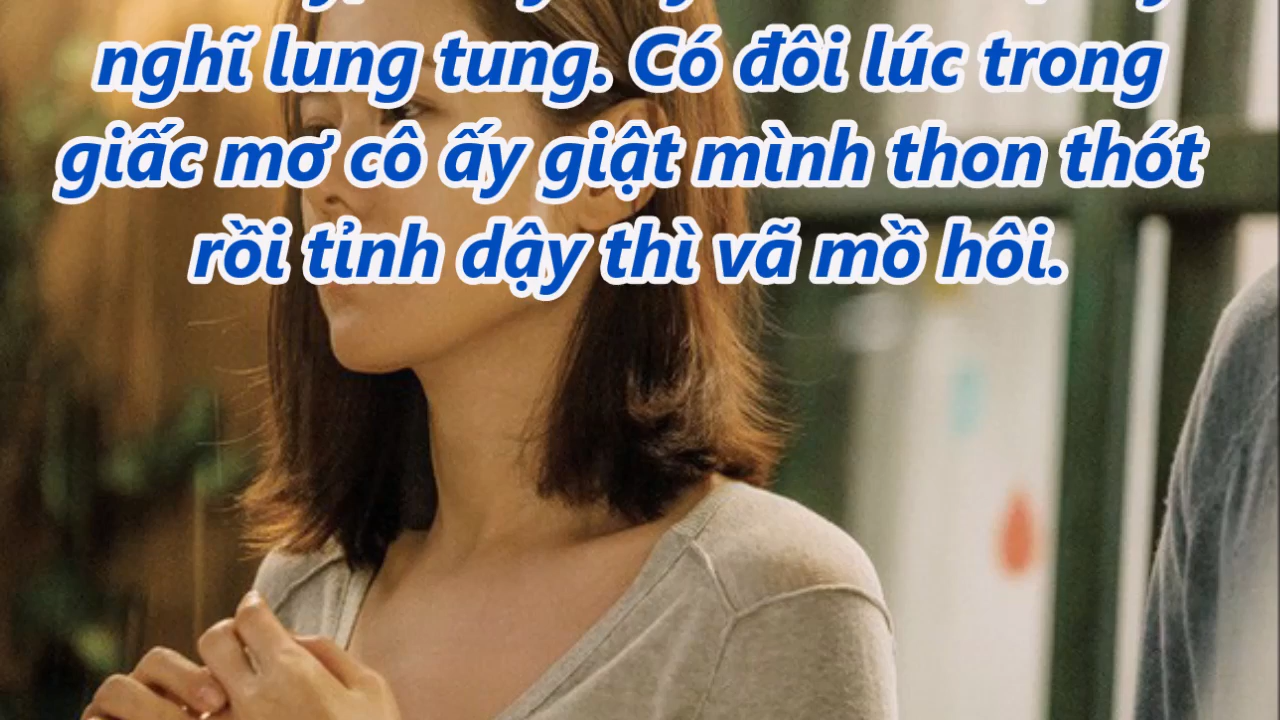 nghĩ lung tung. Có đôi lúc trong
giấc mơ cô ấy giật mình thon thót
rồi tỉnh dậy thì vã mồ hôi.